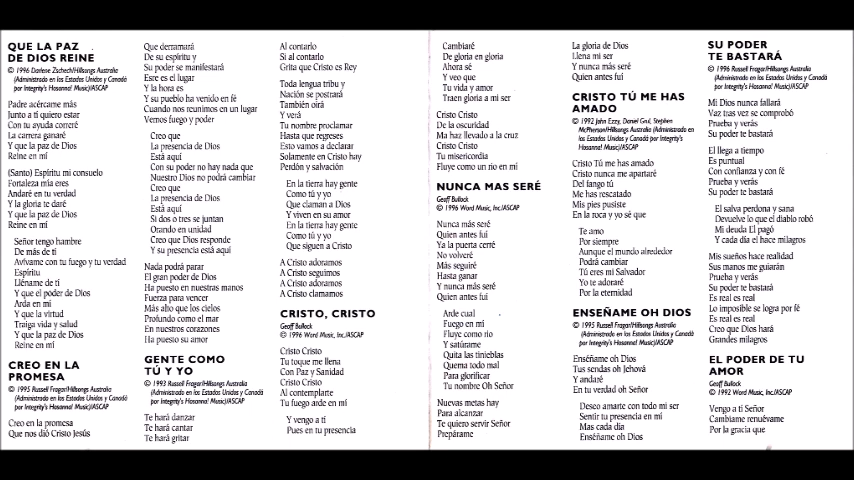 QUE LA PAZ
DE DIOS REINE
© 1996 Darlene Zschech/Hillsongs Australia
(Administrado en los Estados Unidos y Canadá
por Integrity's Hosanna! Music)/ASCAP
Padre acércame más
Junto a ti quiero estar
Con tu ayuda correré
La carrera ganaré
Y que la paz de Dios
Reine en mí
(Santo) Espíritu mi consuelo
Fortaleza mía eres
Andaré en tu verdad
Y la gloria te daré
Y que la paz de Dios
Reine en mí
Señor tengo hambre
De más de ti
Avívame con tu fuego y tu verdad
Espíritu
Lléname de ti
Y que el poder de Dios
Arda en mí
Y que la virtud
Traiga vida y salud
Y que la paz de Dios
Reine en mí
CREO EN LA
PROMESA
© 1995 Russell Fragar/Hillsongs Australia
(Administrado en los Estados Unidos y Canadá
por Integrity's Hosanna! Music)/ASCAP
Creo en la promesa
Que nos dió Cristo Jesús
Que derramará
De su espíritu y
Su poder se manifestará
Esre es el lugar
Y la hora es
Y su pueblo ha venido en fé
Cuando nos reunimos en un lugar
Vemos fuego y poder
Creo que
La presencia de Dios
Está aquí
Con su poder no hay nada que
Nuestro Dios no podrá cambiar
Creo que
La presencia de Dios
Está aquí
Si dos o tres se juntan
Orando en unidad
Creo que Dios responde
Y su presencia está aquí
Nada podrá parar
El gran poder de Dios
Ha puesto en nuestras manos
Fuerza para vencer
Más alto que los cielos
Profundo como el mar
En nuestros corazones
Ha puesto su amor
GENTE COMO
TÚ Y YO
© 1993 Russell Fragar/Hillsongs Australia
(Administrado en los Estados Unidos y Canadá
por Integrity's Hosanna! Music)/ASCAP
Te hará danzar
Te hará cantar
Te hará gritar
Al contarlo
Si al contarlo
Grita que Cristo es Rey
Toda lengua tribu y
Nación se postrará
También oirá
Y verá
Tu nombre proclamar
Hasta que regreses
Esto vamos a declarar
Solamente en Cristo hay
Perdón y salvación
En la tierra hay gente
Como tú y yo
Que claman a Dios
Y viven en su amor
En la tierra hay gente
Como tú y yo
Que siguen a Cristo
A Cristo adoramos
A Cristo seguimos
A Cristo adoramos
A Cristo clamamos
CRISTO, CRISTO
Geoff Bullock
© 1996 Word Music, Inc./ASCAP
Cristo Cristo
Tu toque me llena
Con Paz y Sanidad
Cristo Cristo
Al contemplarte
Tu fuego arde en mí
Y vengo a ti
Pues en tu presencia
Cambiaré
De gloria en gloria
Ahora sé
Y veo que
Tu vida y amor
Traen gloria a mi ser
Cristo Cristo
De la oscuridad
Ma haz llevado a la cruz
Cristo Cristo
Tu misericordia
Fluye como un río en mí
NUNCA MAS SERÉ
Geoff Bullock
© 1996 Word Music, Inc./ASCAP
Nunca más seré
Quien antes fuí
Ya la puerta cerré
No volveré
Más seguiré
Hasta ganar
Y nunca más seré
Quien antes fuí
Arde cual
Fuego en mí
Fluye como río
Y satúrame
Quita las tinieblas
Quema todo mal
Para glorificar
Tu nombre Oh Señor
Nuevas metas hay
Para alcanzar
Te quiero servir Señor
Prepárame
La gloria de Dios
Llena mi ser
Y nunca más seré
Quien antes fuí
CRISTO TÚ ME HAS
AMADO
© 1992 John Ezzy, Daniel Grul, Stephen
McPherson/Hillsongs Australia (Administrado en
los Estados Unidos y Canadá por Integrity's
Hosanna! Music)/ASCAP
Cristo Tú me has amado
Cristo nunca me apartaré
Del fango tú
Me has rescatado
Mis pies pusiste
En la roca y yo sé que
Te amo
Por siempre
Aunque el mundo alrededor
Podrá cambiar
Tú eres mi Salvador
Yo te adoraré
Por la eternidad
ENSEÑAME OH DIOS
© 1995 Russell Fragar/Hillsongs Australia
(Administrado en los Estados Unidos y Canadá
por Integrity's Hosanna! Music)/ASCAP
Enséñame oh Dios
Tus sendas oh Jehová
Y andaré
En tu verdad oh Señor
Deseo amarte con todo mi ser
Sentir tu presencia en mí
Mas cada día
Enséñame oh Dios
SU PODER
TE BASTARÁ
© 1996 Russell Fragar/Hillsongs Australia
(Administrado en los Estados Unidos y Canadá
por Integrity's Hosanna! Music)/ASCAP
Mi Dios nunca fallará
Vaz tras vez se comprobó
Prueba y verás
Su poder te bastará
El llega a tiempo
Es puntual
Con confianza y con fé
Prueba y verás
Su poder te bastará
El salva perdona y sana
Devuelve lo que el diablo robó
Mi deuda El pagó
Y cada día el hace milagros
Mis sueños hace realidad
Sus manos me guiarán
Prueba y verás
Su poder te bastará
Es real es real
Lo imposible se logra por fé
Es real es real
Creo que Dios hará
Grandes milagros
EL PODER DE TU
AMOR
Geoff Bullock
© 1992 Word Music, Inc./ASCAP
Vengo a ti Señor
Cambiame renuévame
Por la gracia que